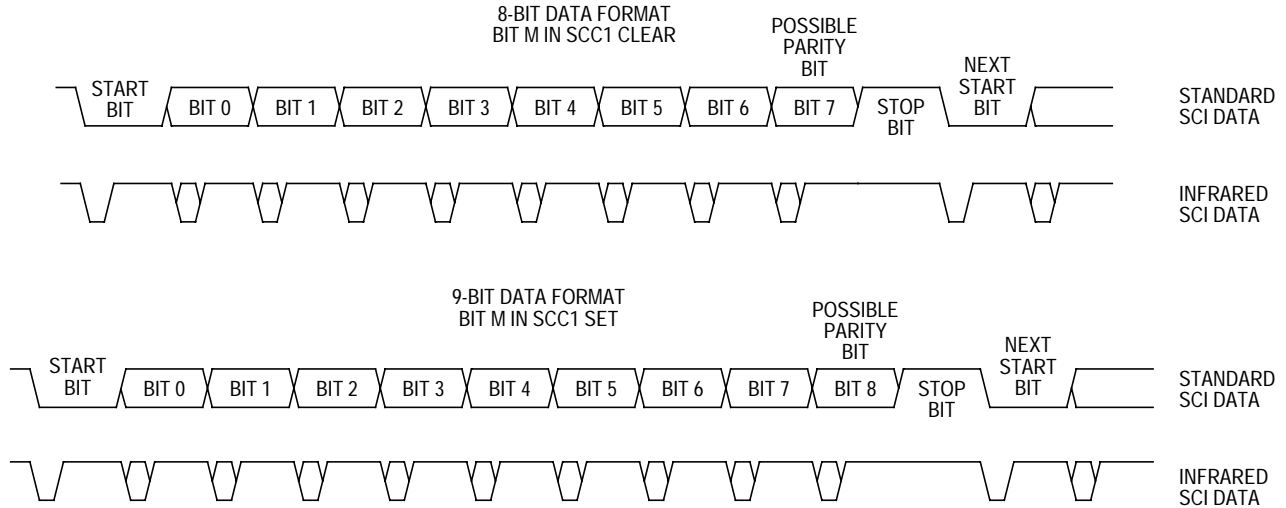 8-BIT DATA FORMAT
BIT M IN SCC1 CLEAR
POSSIBLE
PARITY
BIT
START
BIT
BIT 0
BIT 1
BIT 2
BIT 3
BIT 4
BIT 5
BIT 6
BIT 7
STOP
BIT
NEXT
START
BIT
STANDARD
SCI DATA
INFRARED
SCI DATA
9-BIT DATA FORMAT
BIT M IN SCC1 SET
POSSIBLE
PARITY
BIT
START
BIT
BIT 0
BIT 1
BIT 2
BIT 3
BIT 4
BIT 5
BIT 6
BIT 7
BIT 8
STOP
BIT
NEXT
START
BIT
STANDARD
SCI DATA
INFRARED
SCI DATA